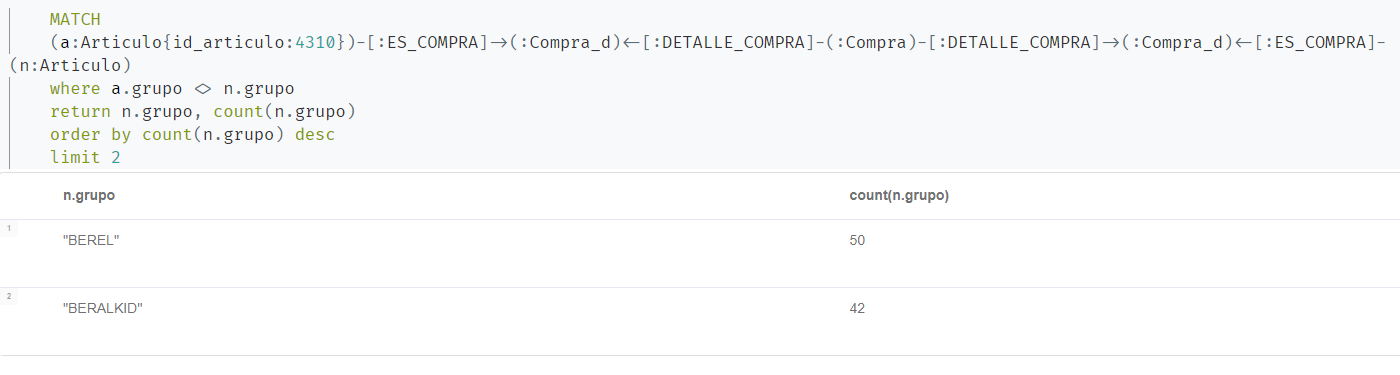 MATCH
(a:Articulo{id_articulo:4310})-[:ES_COMPRA]->(:Compra_d)<-[:DETALLE_COMPRA]-(:Compra)-[:DETALLE_COMPRA]->(:Compra_d)<-[:ES_COMPRA]-
(n:Articulo)
where a.grupo <> n.grupo
return n.grupo, count(n.grupo)
order by count(n.grupo) desc
limit 2
n.grupo count(n.grupo)
1 "BEREL" 50
2 "BERALKID" 42